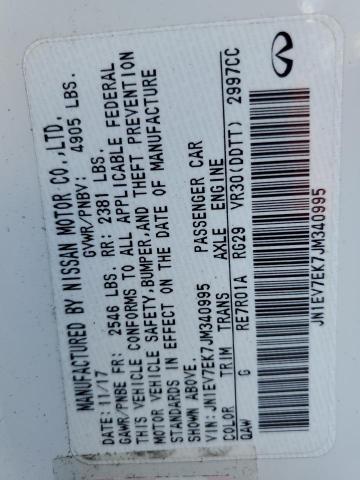 MANUFACTURED BY NISSAN MOTOR CO.,LTD.
GVWR/PNBV: 4905 LBS.
DATE: 11/17
GAWR/PNBE FR: 2546 LBS. RR: 2381 LBS.
THIS VEHICLE CONFORMS TO ALL APPLICABLE FEDERAL
MOTOR VEHICLE SAFETY,BUMPER,AND THEFT PREVENTION
STANDARDS IN EFFECT ON THE DATE OF MANUFACTURE
SHOWN ABOVE.
VIN: JN1EV7EK7JM340995 PASSENGER CAR
COLOR TRIM TRANS AXLE ENGINE
QAW G RE7R01A RG29 VR30(DDTT) 2997CC
JN1EV7EK7JM340995